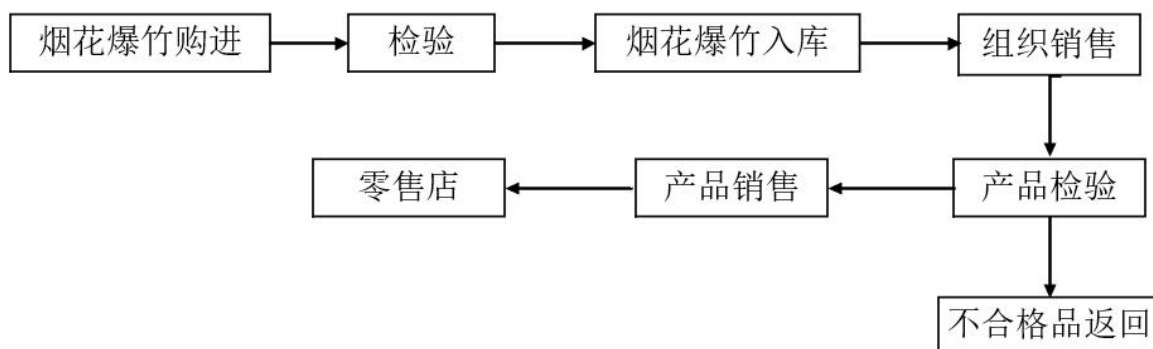 烟花爆竹购进
检验
烟花爆竹入库
组织销售
零售店
产品销售
产品检验
不合格品返回